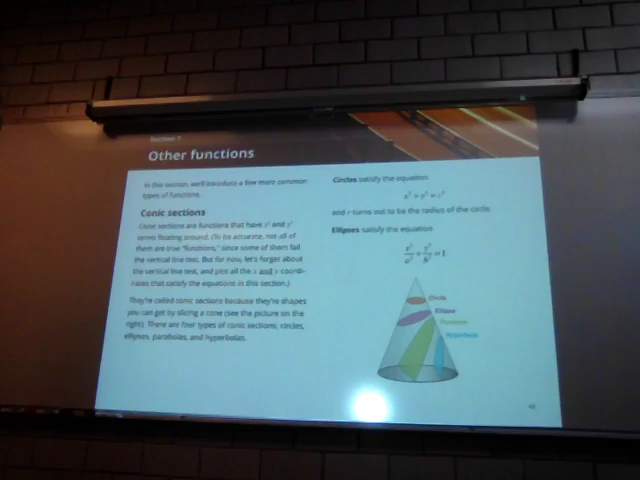 Section 7
Other functions
In this section, we'll introduce a few more common
types of functions.
Conic sections
Conic sections are functions that have x² and y²
terms floating around. (To be accurate, not all of
them are true "functions," since some of them fail
the vertical line test. But for now, let's forget about
the vertical line test, and plot all the x and y coordi-
nates that satisfy the equations in this section.)
They're called conic sections because they're shapes
you can get by slicing a cone (see the picture on the
right). There are four types of conic sections, circles,
ellipses, parabolas, and hyperbolas.
Circles satisfy the equation
x² + y² = r²
and r turns out to be the radius of the circle.
Ellipses satisfy the equation
x²/a² + y²/b² = 1
Circle
Ellipse
Parabola
Hyperbola